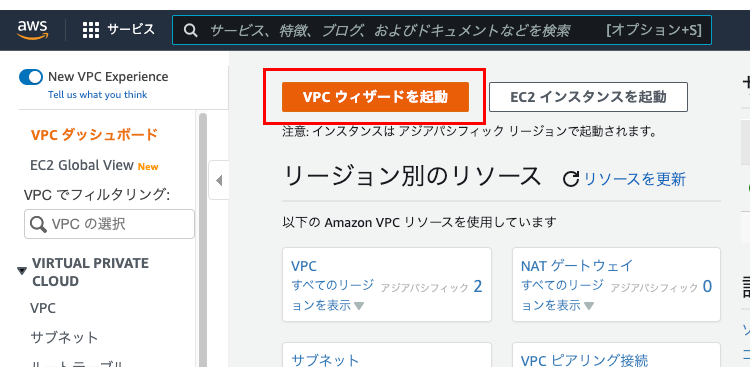 aws
サービス
サービス、特徴、ブログ、およびドキュメントなどを検索
[オプション+S]
New VPC Experience
Tell us what you think
VPC ダッシュボード
EC2 Global View New
VPC でフィルタリング:
VPC の選択
VIRTUAL PRIVATE
CLOUD
VPC
サブネット
ルートテーブル
VPC ウィザードを起動
EC2 インスタンスを起動
注意: インスタンスは アジアパシフィック リージョンで起動されます。
リージョン別のリソース
リソースを更新
以下の Amazon VPC リソースを使用しています
VPC
すべてのリージ
ョンを表示
アジアパシフィック 2
NAT ゲートウェイ
すべてのリージ
ョンを表示
アジアパシフィック 0
サブネット
VPC ピアリング接続